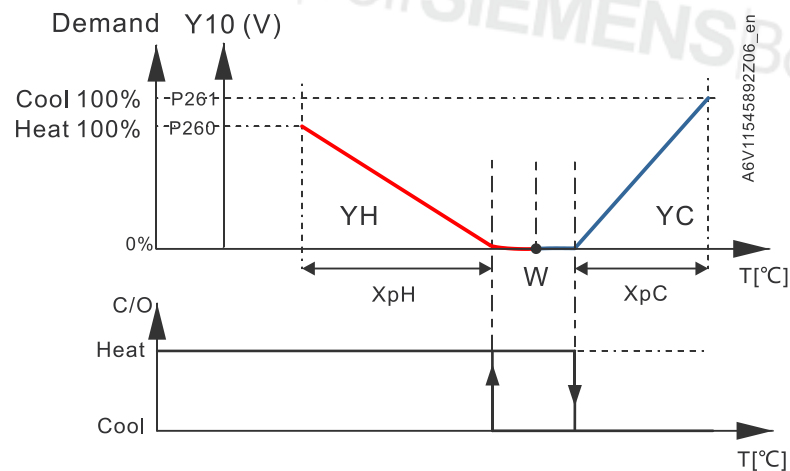 SIEMENS
Demand Y10 (V)
A6V11545892Z06_en
Cool 100% P261
Heat 100% P260
YH
YC
0%
XpH
W
XpC
T[°C]
C/O
Heat
Cool
T[°C]